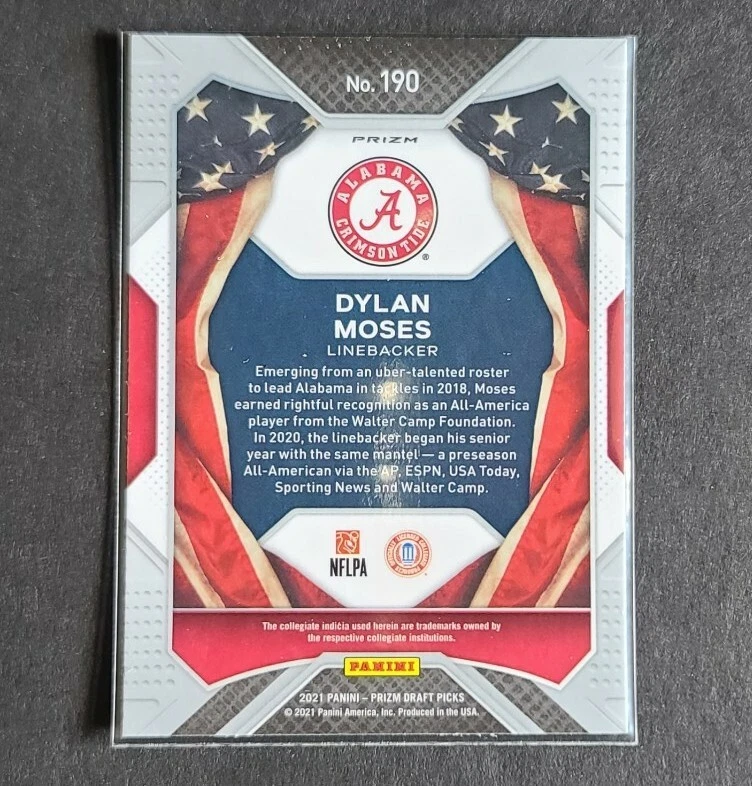 No. 190
PRIZM
ALABAMA
A
CRIMSON TIDE
®
DYLAN
MOSES
LINEBACKER
Emerging from an uber-talented roster
to lead Alabama in tackles in 2018, Moses
earned rightful recognition as an All-America
player from the Walter Camp Foundation.
In 2020, the linebacker began his senior
year with the same mantel — a preseason
All-American via the AP, ESPN, USA Today,
Sporting News and Walter Camp.
NFLPA
The collegiate indicia used herein are trademarks owned by
the respective collegiate institutions.
PANINI
2021 PANINI – PRIZM DRAFT PICKS
© 2021 Panini America, Inc. Produced in the USA.